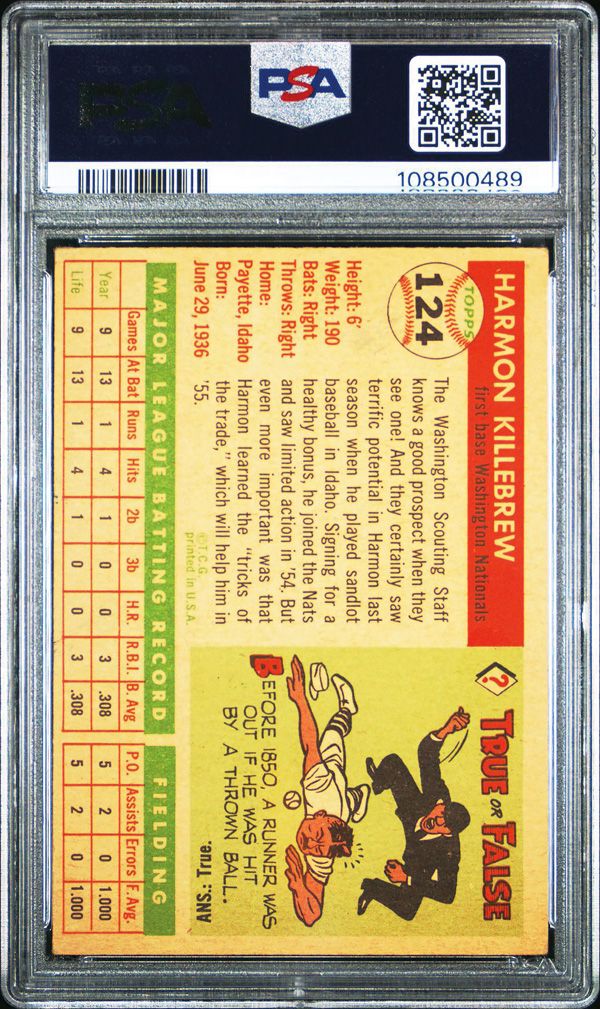 PSA
PSA
108500489
HARMON KILLEBREW
first base Washington Nationals
TOPPS
124
Height: 6'
Weight: 190
Bats: Right
Throws: Right
Home:
Payette, Idaho
Born:
June 29, 1936
The Washington Scouting Staff
knows a good prospect when they
see one! And they certainly saw
terrific potential in Harmon last
season when he played sandlot
baseball in Idaho. Signing for a
healthy bonus, he joined the Nats
and saw limited action in '54. But
even more important was that
Harmon learned the "tricks of
the trade," which will help him in
'55.
©T.C.G.
printed in U.S.A.
?
TRUE OR FALSE
BEFORE 1850, A RUNNER WAS
OUT IF HE WAS HIT
BY A THROWN BALL.
ANS.: True.
MAJOR LEAGUE BATTING RECORD FIELDING
Games At Bat Runs Hits 2b 3b H.R. R.B.I. B. Avg P.O. Assists Errors F. Avg.
Year 9 13 1 4 1 0 0 3 .308 5 2 0 1.000
Life 9 13 1 4 1 0 0 3 .308 5 2 0 1.000